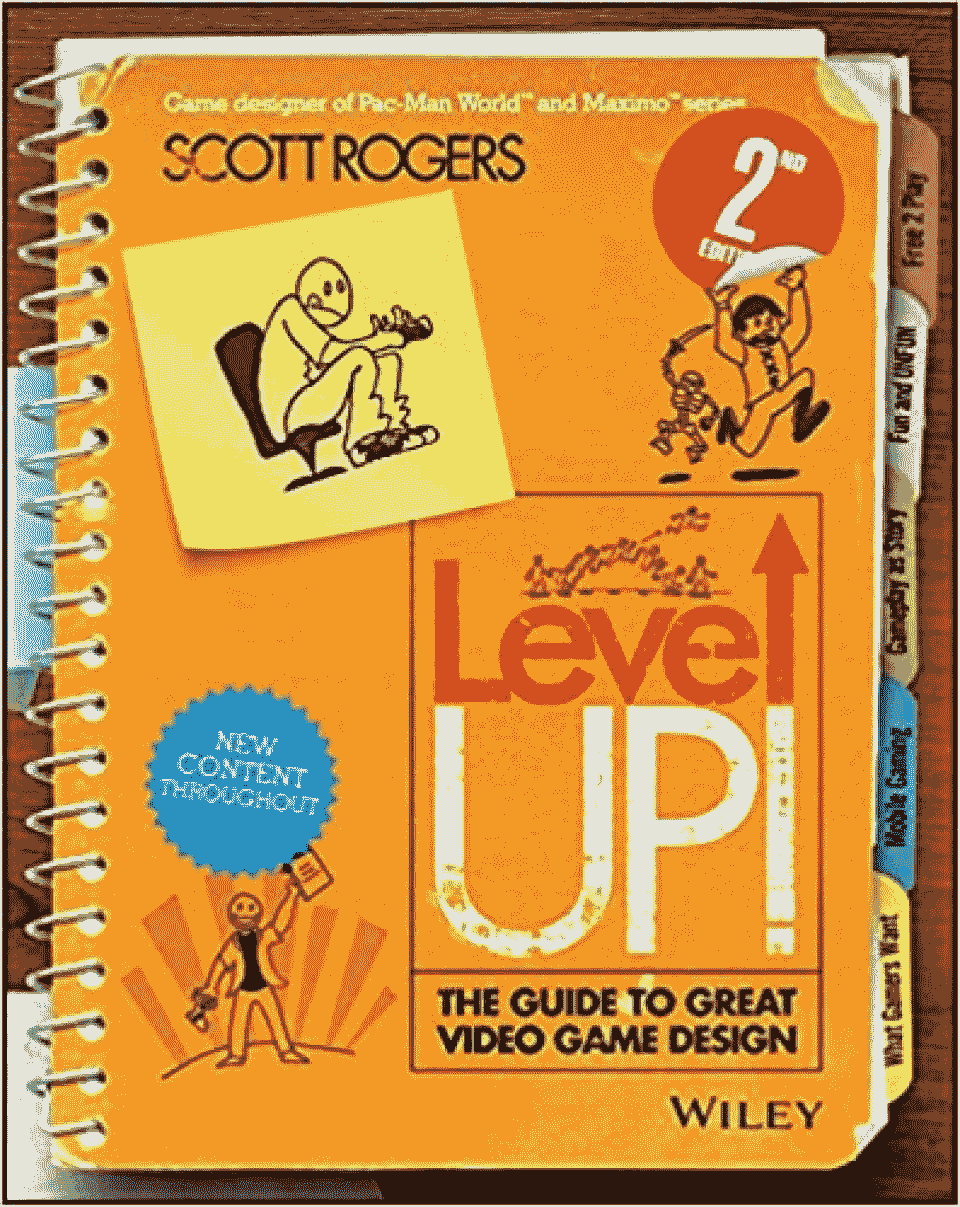 Game designer of Pac-Man World™ and Maximo™ series
SCOTT ROGERS
2ND
EDIT
Free 2 Play
Fun and UNFUN
Gameplay as Story
Mobile Gaming
What Gamers Want
Level
UP!
NEW
CONTENT
THROUGHOUT
THE GUIDE TO GREAT
VIDEO GAME DESIGN
WILEY